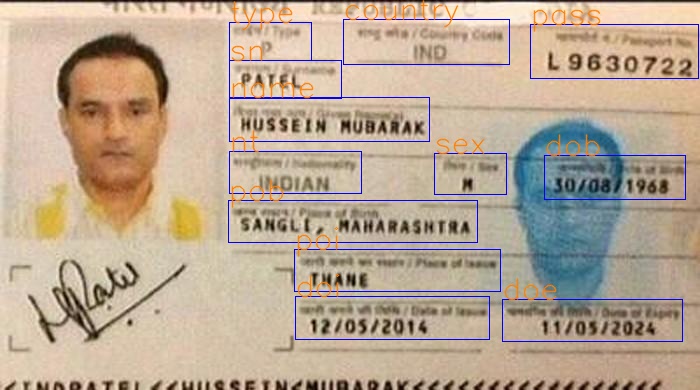 type country pass
/ Type / Country Code / Passport No.
P IND L 9630722
sn
/ Surname
PATEL
name
HUSSEIN MUBARAK
nt sex dob
/ Nationality / Sex / Date of Birth
INDIAN M 30/08/1968
pob
/ Place of Birth
SANGLI, MAHARASHTRA
poi
/ Place of Issue
THANE
doi doe
/ Date of Issue / Date of Expiry
12/05/2014 11/05/2024
<INDPATEL<<HUSSEIN<MUBARAK<<<<<<<<<<<<<<<<<